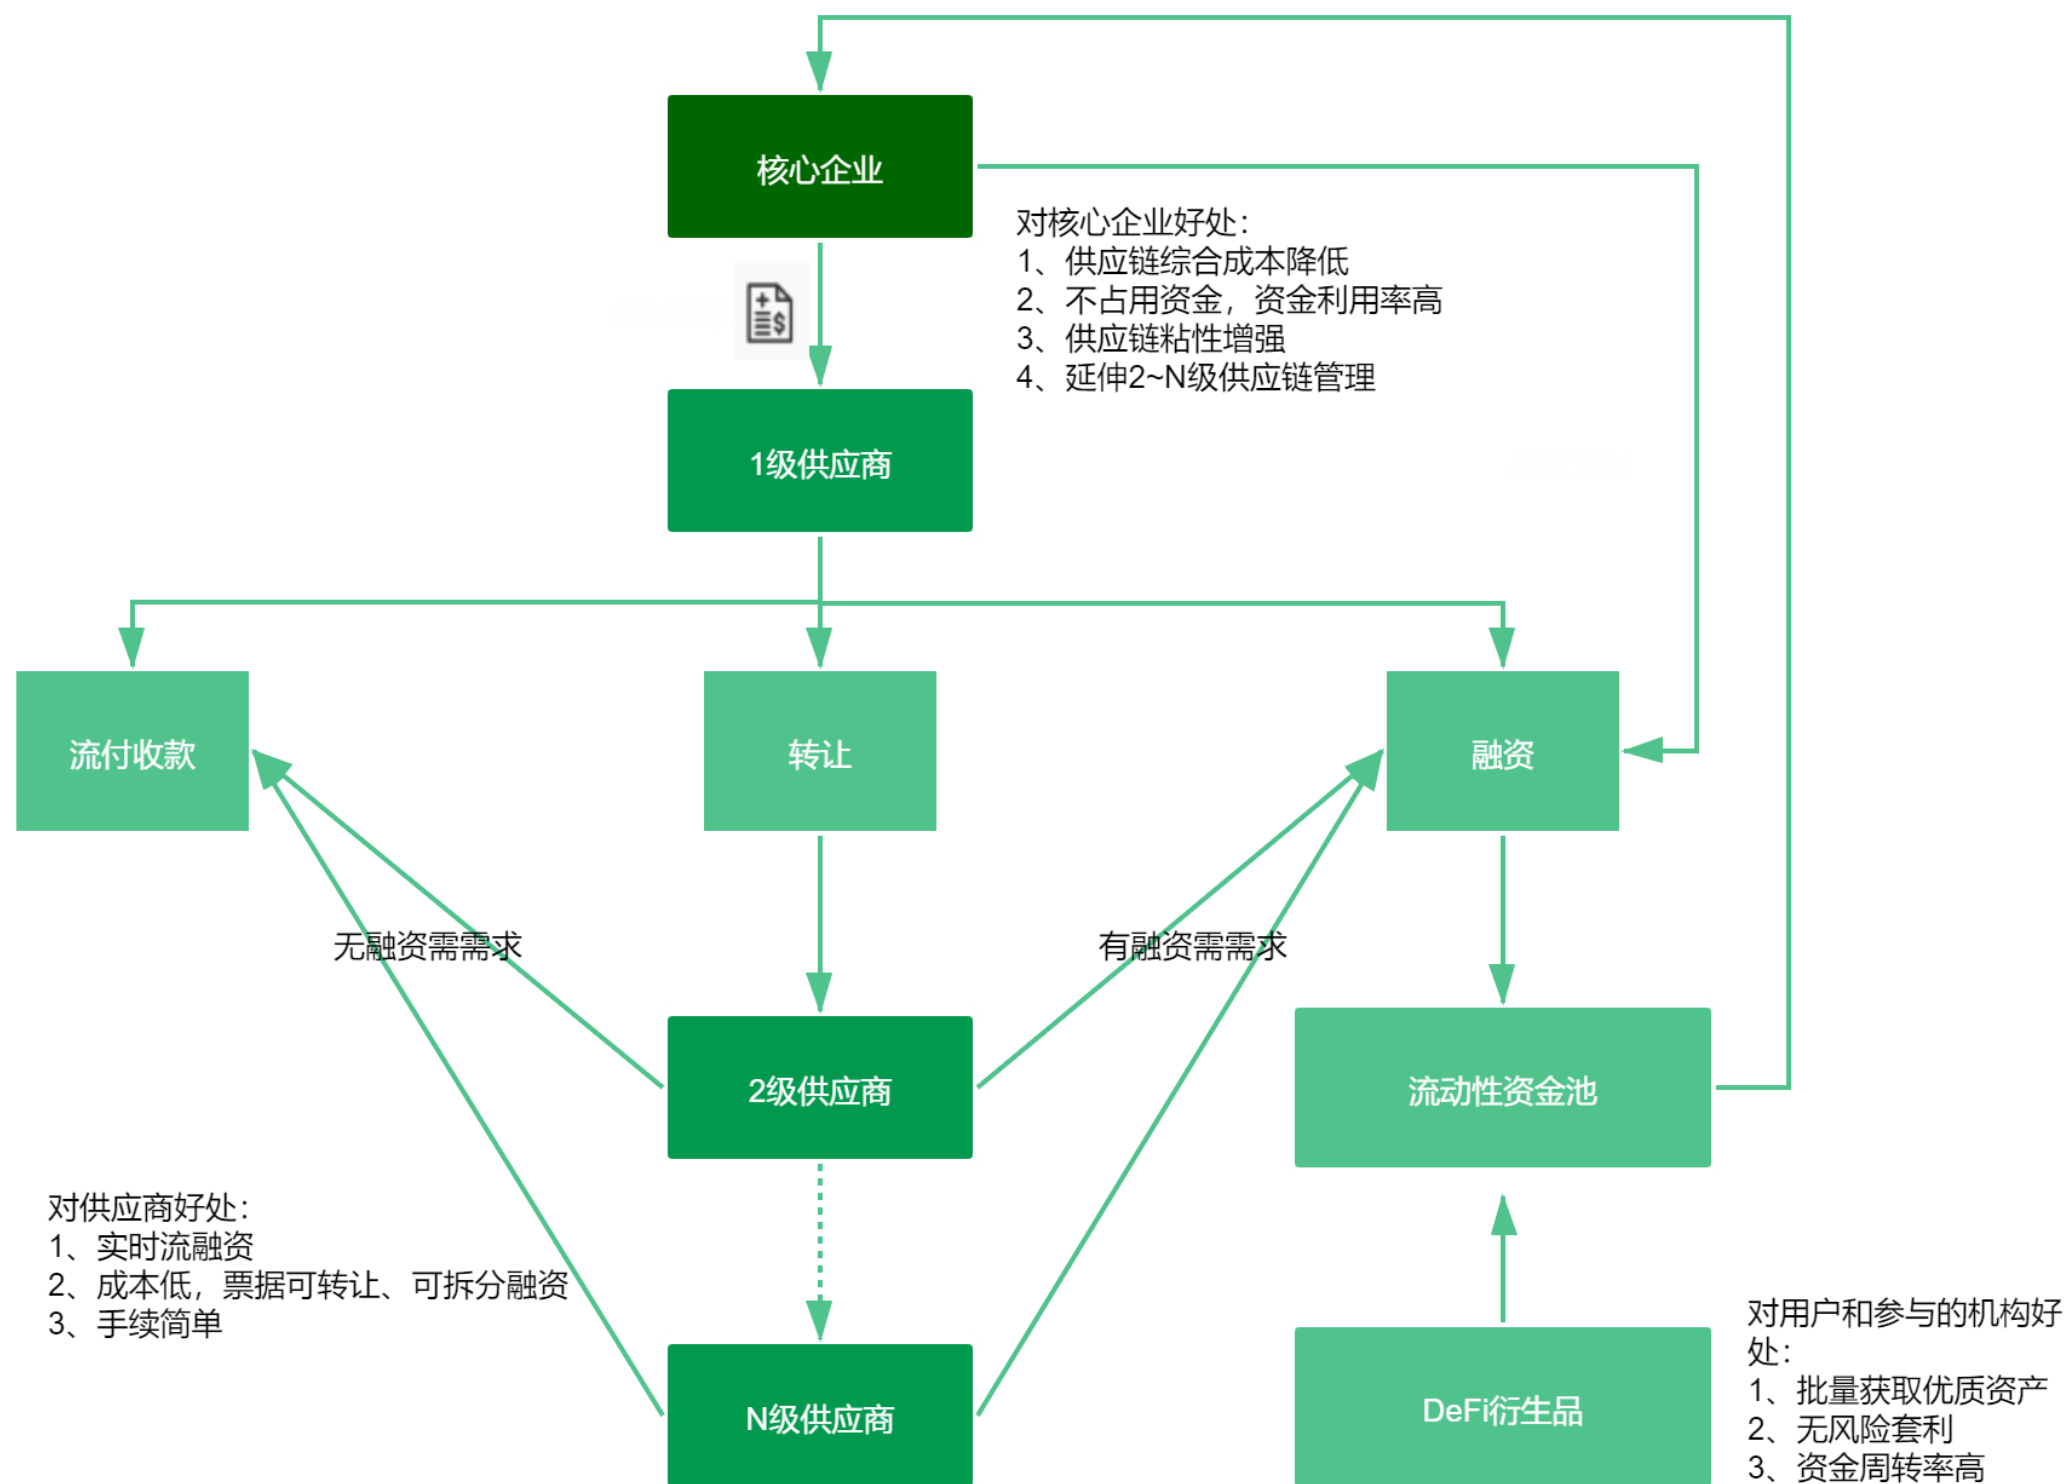 核心企业
对核心企业好处：
1、供应链综合成本降低
2、不占用资金，资金利用率高
3、供应链粘性增强
4、延伸2~N级供应链管理
1级供应商
流付收款
转让
融资
无融资需需求
有融资需需求
2级供应商
流动性资金池
对供应商好处：
1、实时流融资
2、成本低，票据可转让、可拆分融资
3、手续简单
N级供应商
DeFi衍生品
对用户和参与的机构好
处：
1、批量获取优质资产
2、无风险套利
3、资金周转率高